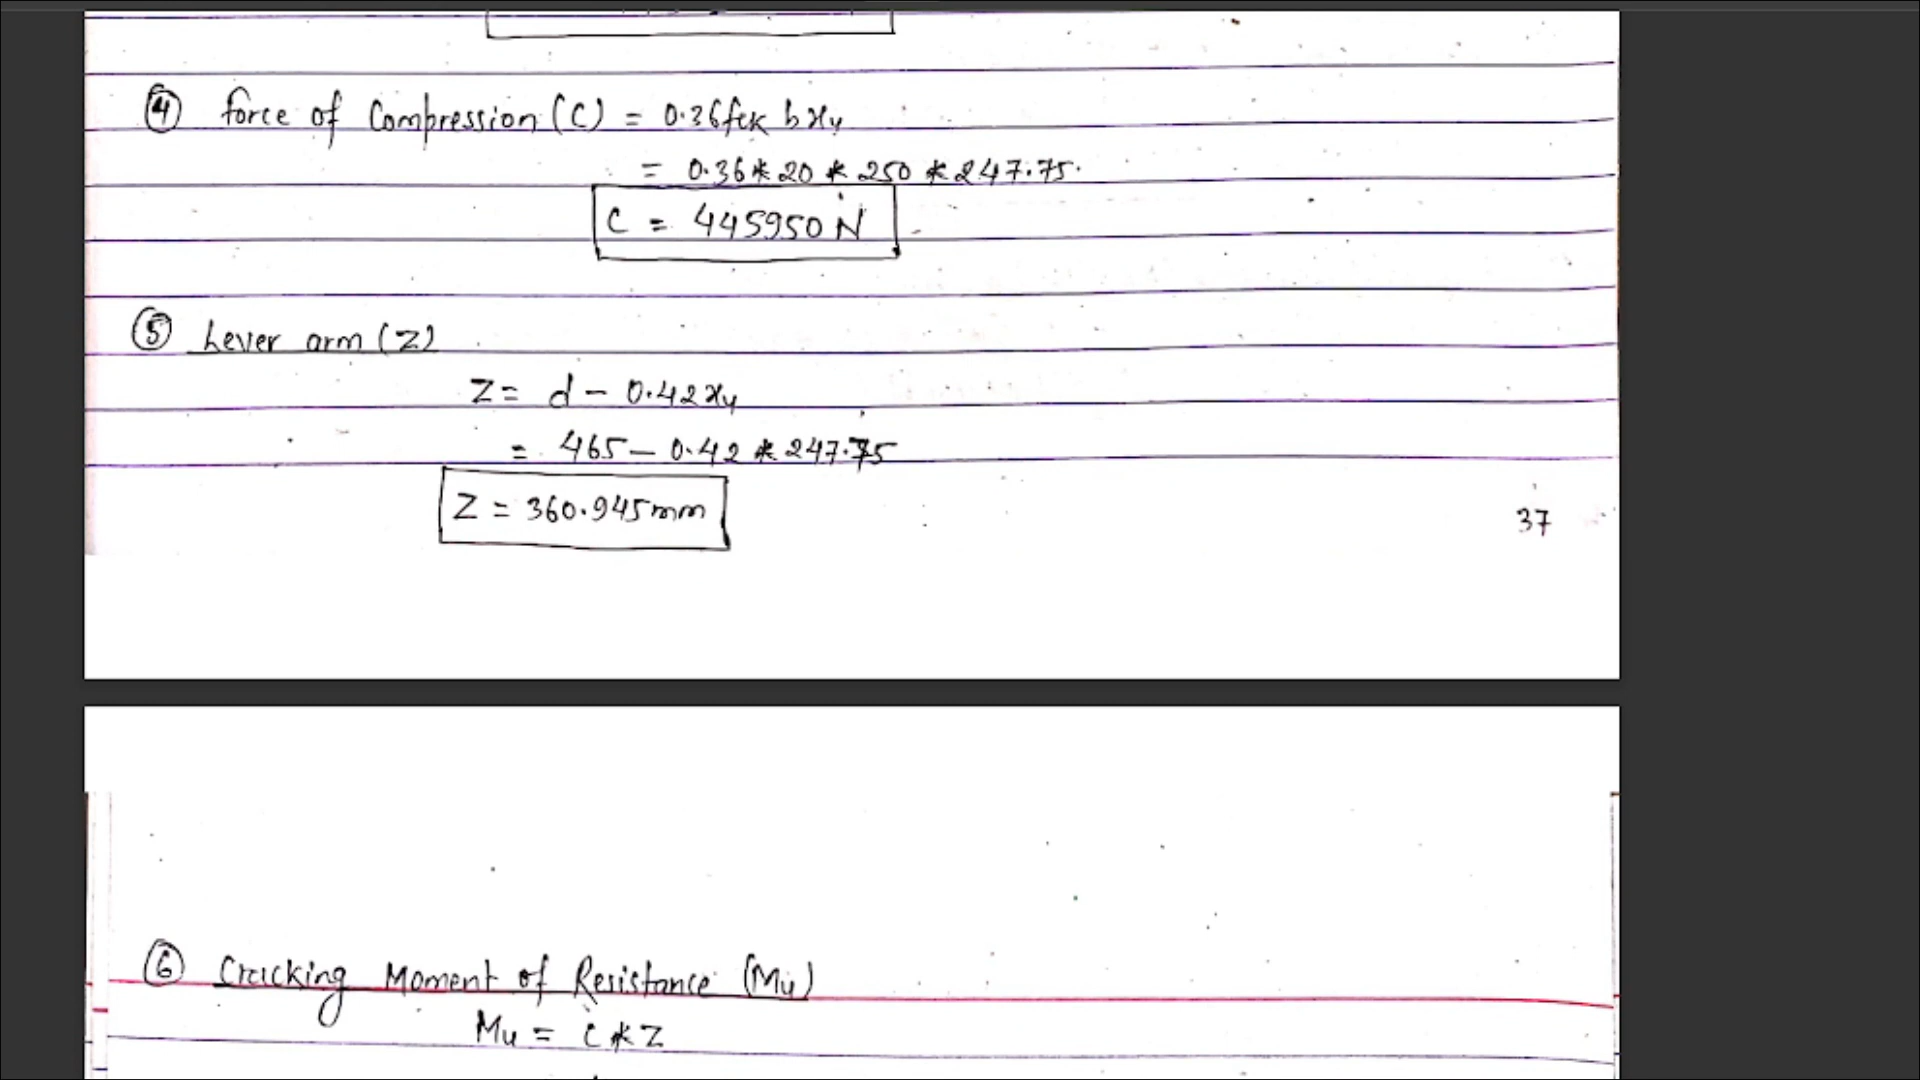 ④ force of Compression (C) = 0.36fck bxu
= 0.36 * 20 * 250 * 247.75.
C = 445950 N
⑤ Lever arm (Z)
Z = d - 0.42xu
= 465 - 0.42 * 247.75
Z = 360.945mm
37
⑥ Cracking Moment of Resistance (Mu)
Mu = C * Z